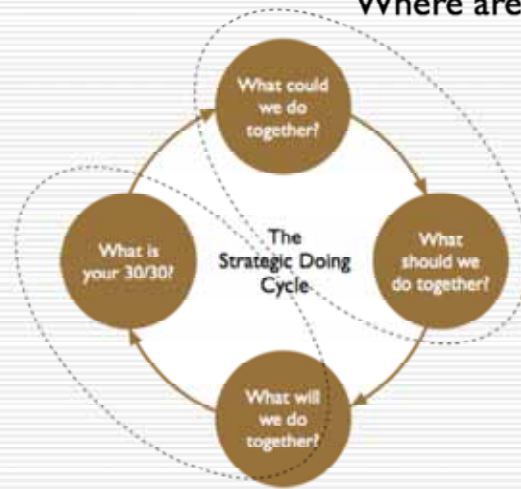 Where are
What could
we do
together?
What is
your 30/30?
The
Strategic Doing
Cycle
What
should we
do together?
What will
we do
together?